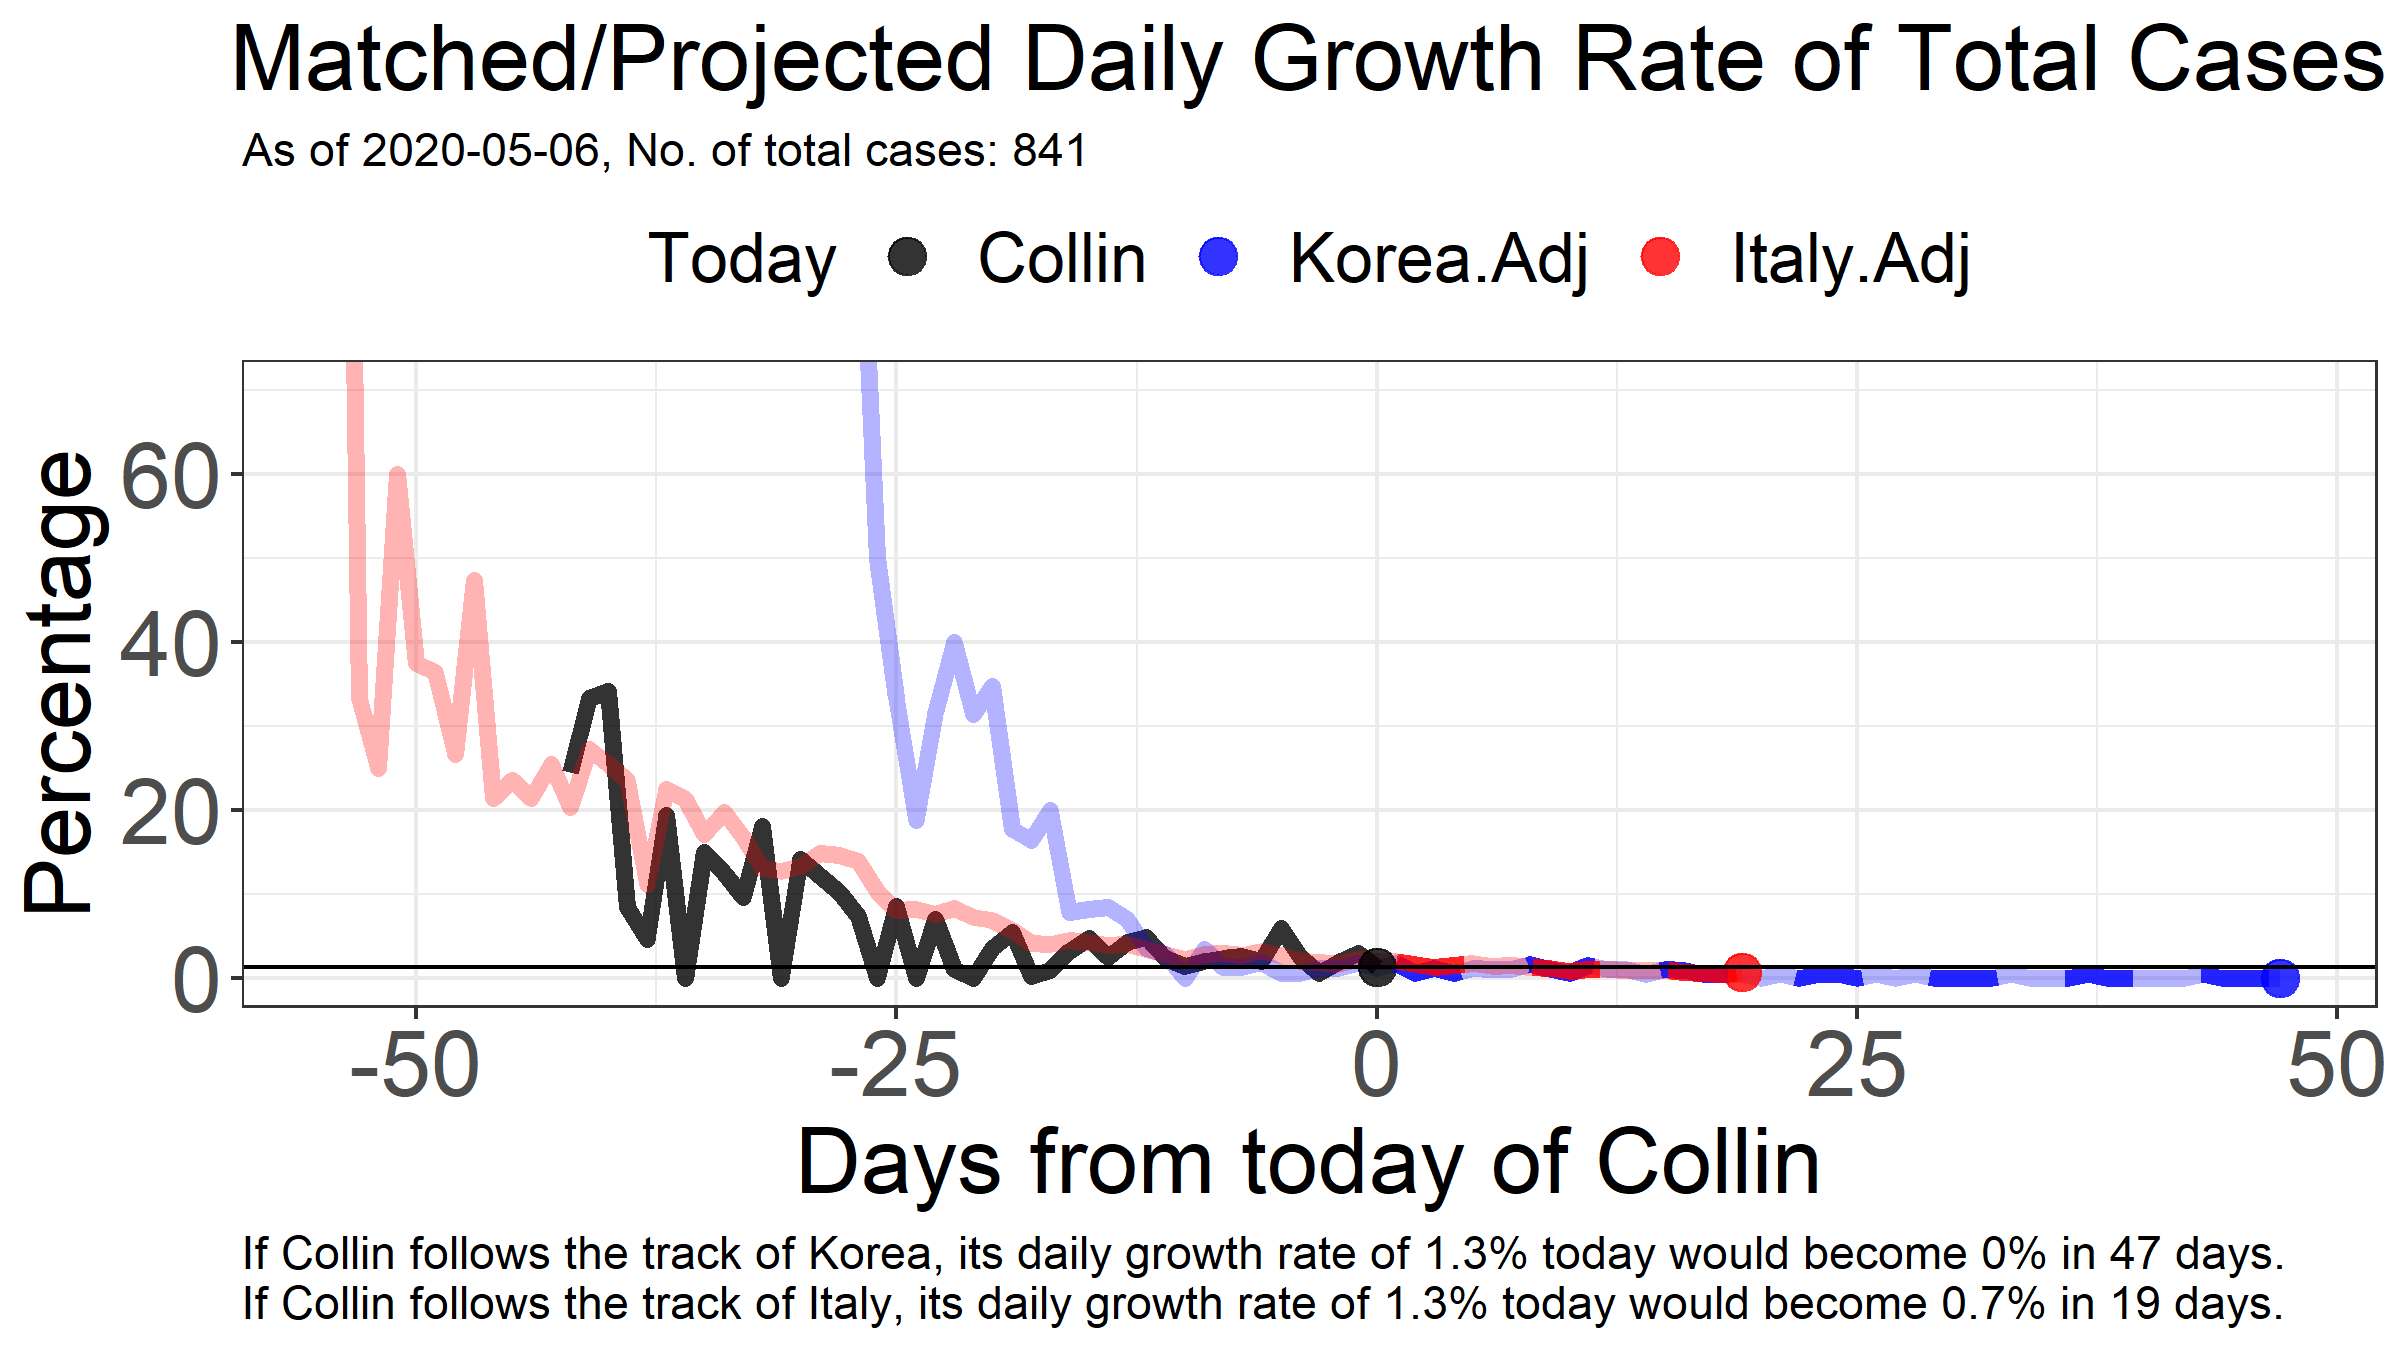 Matched/Projected Daily Growth Rate of Total Cases
As of 2020-05-06, No. of total cases: 841
Today Collin Korea.Adj Italy.Adj
Percentage
60
40
20
0
-50 -25 0 25 50
Days from today of Collin
If Collin follows the track of Korea, its daily growth rate of 1.3% today would become 0% in 47 days.
If Collin follows the track of Italy, its daily growth rate of 1.3% today would become 0.7% in 19 days.